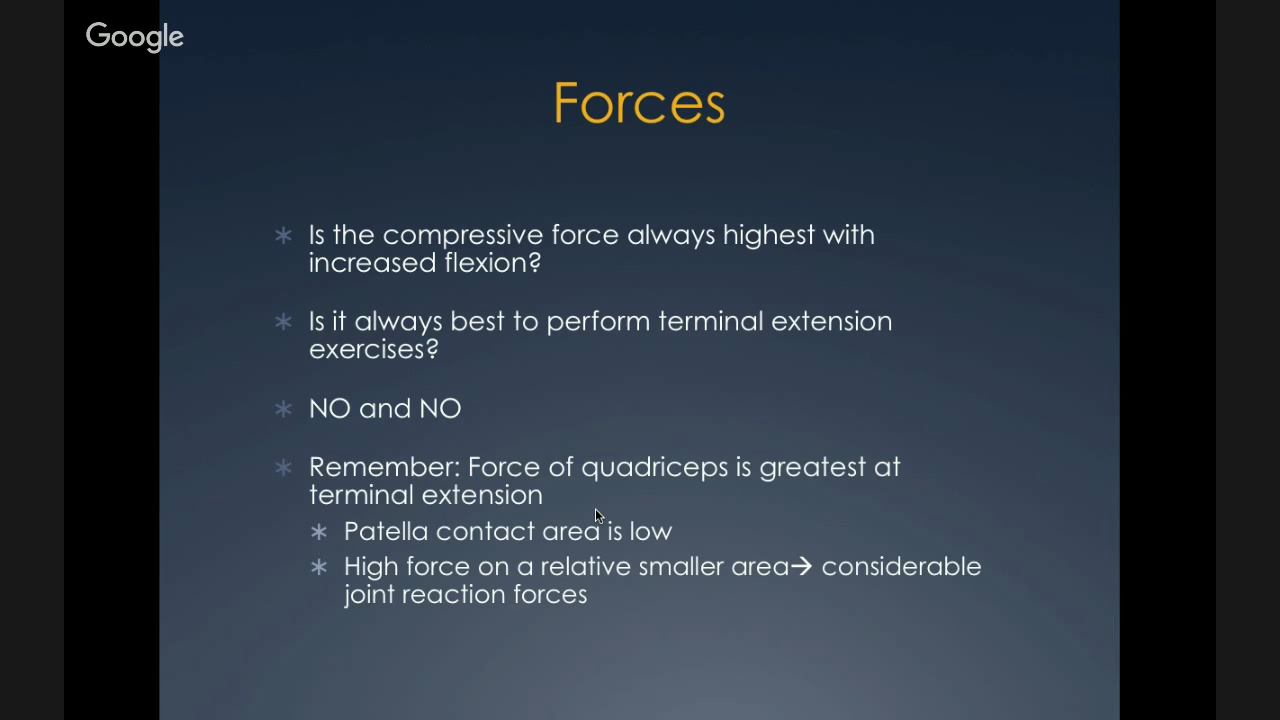 Google
Forces
* Is the compressive force always highest with
increased flexion?
* Is it always best to perform terminal extension
exercises?
* NO and NO
* Remember: Force of quadriceps is greatest at
terminal extension
* Patella contact area is low
* High force on a relative smaller area→ considerable
joint reaction forces